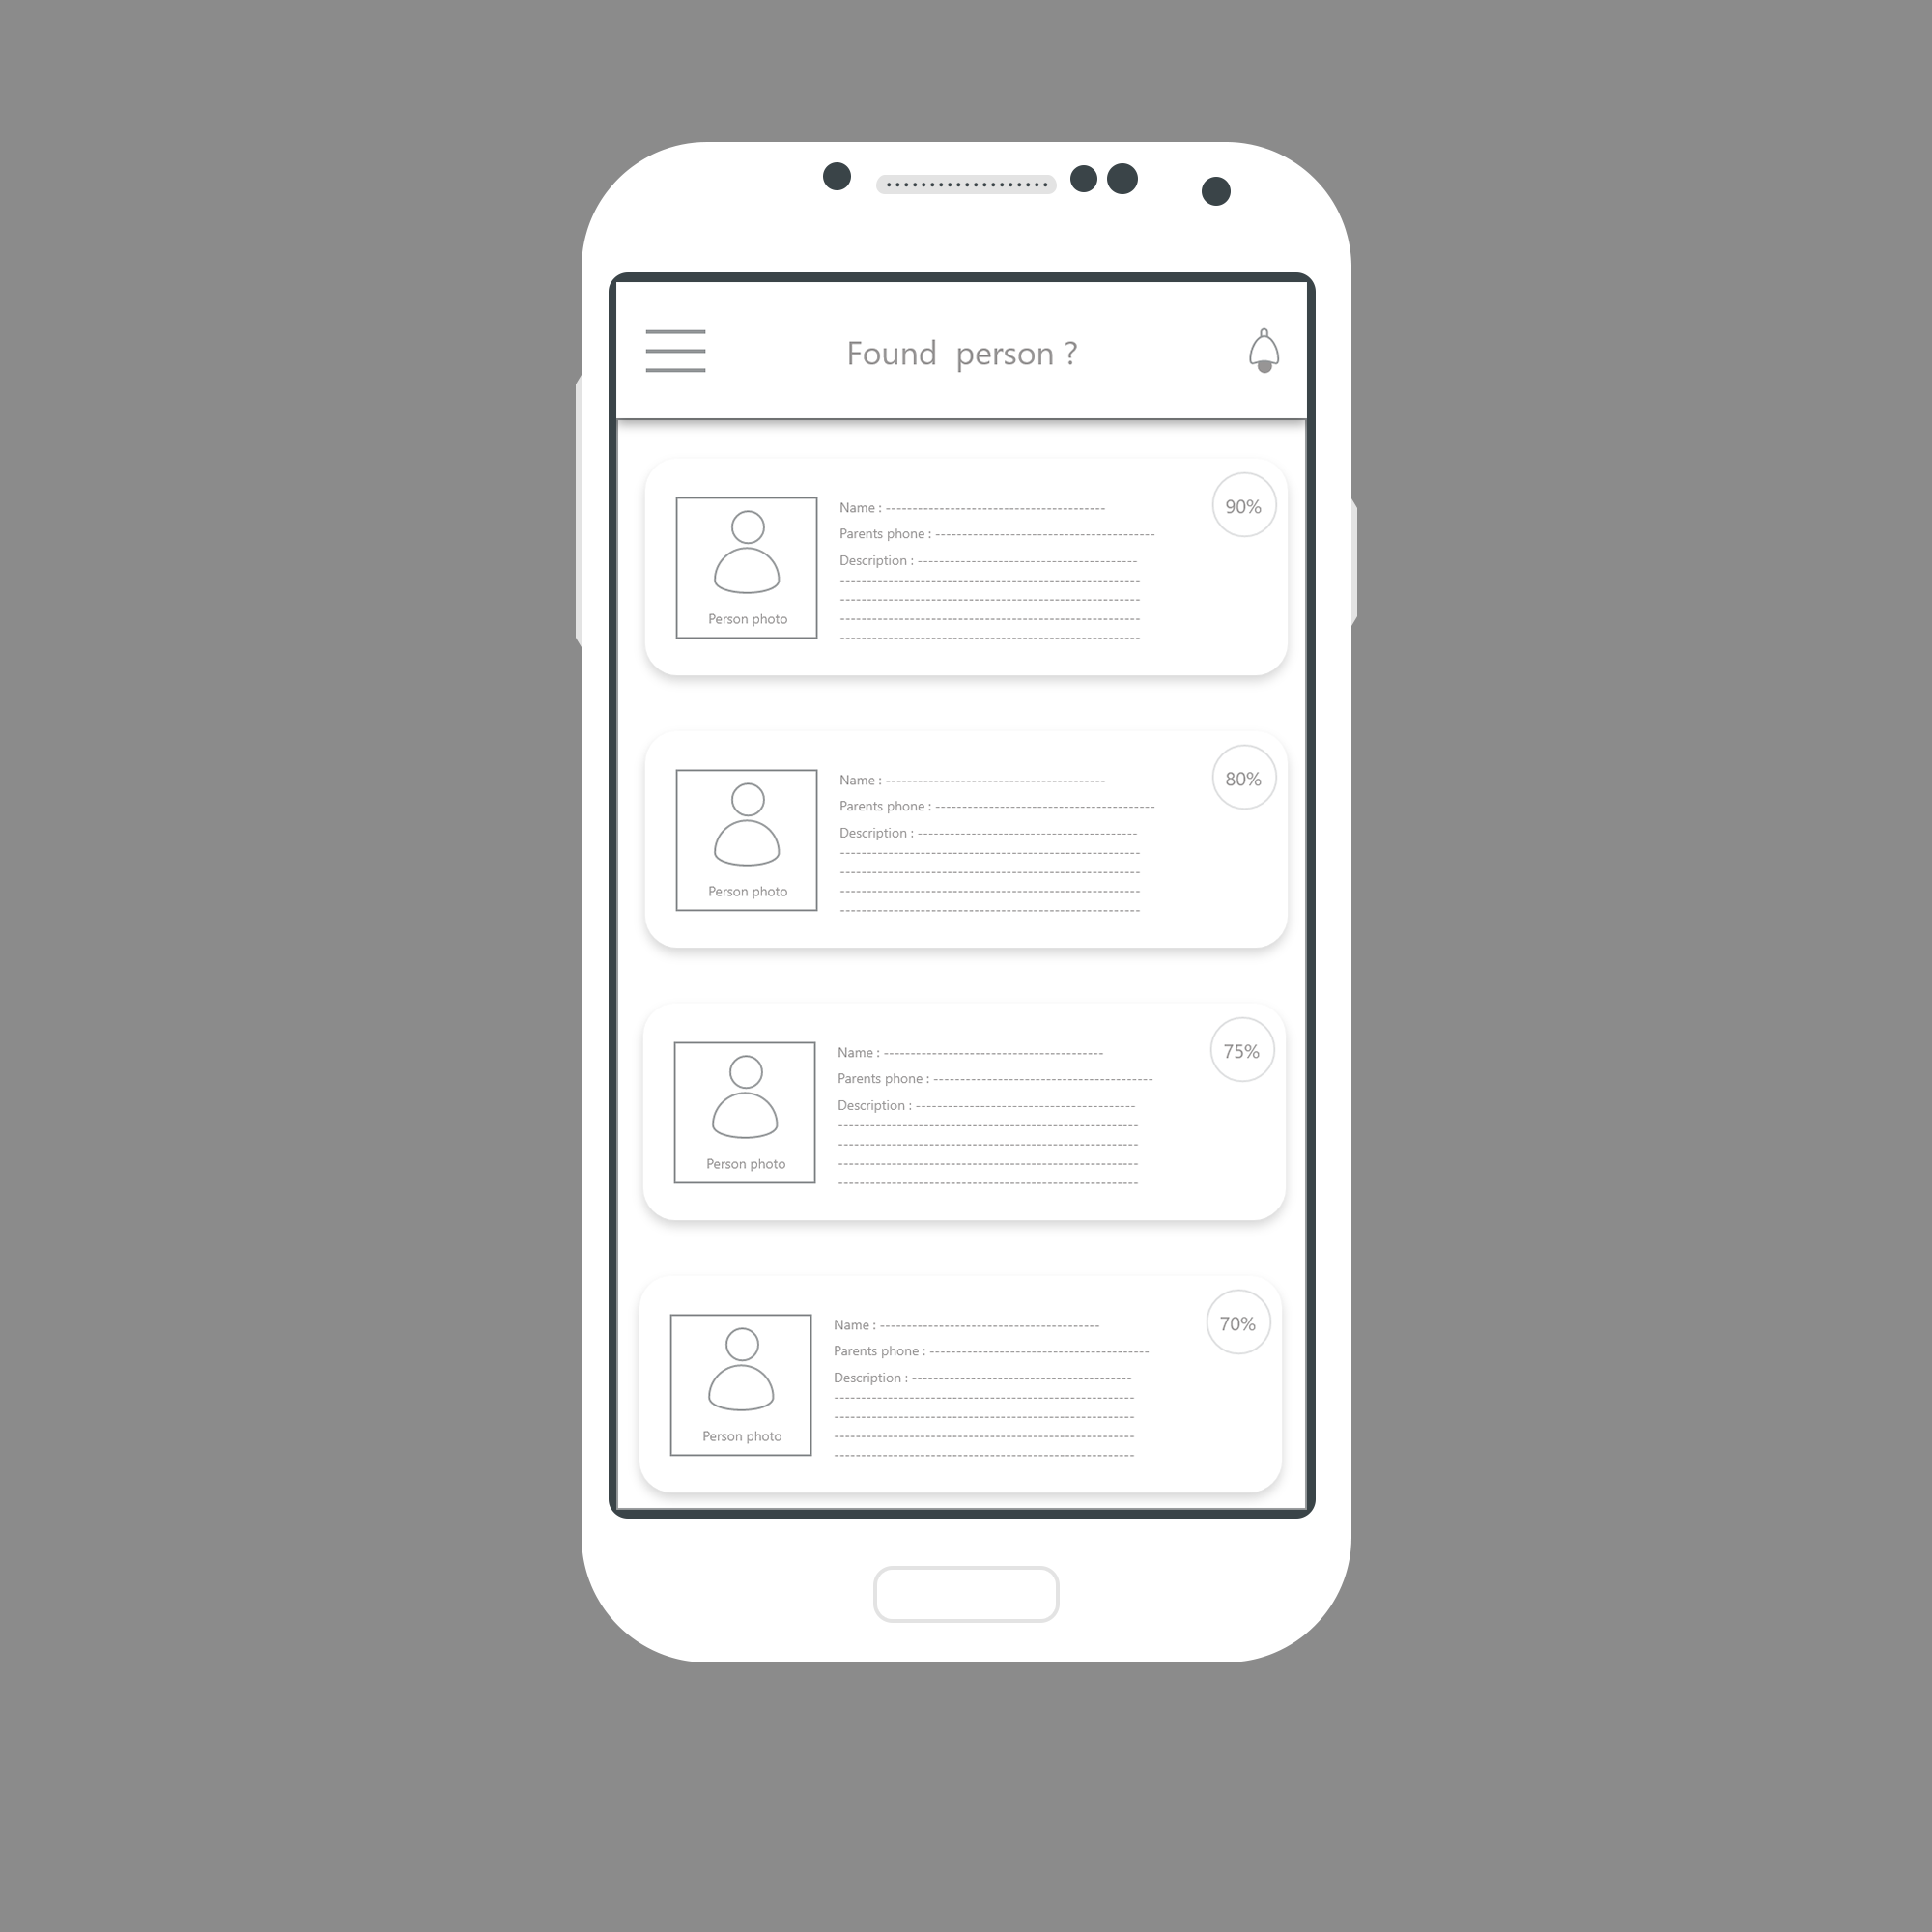 Found person ?
90%
Name : -----------------------------------------
Parents phone : -----------------------------------------
Description : -----------------------------------------
--------------------------------------------------------
--------------------------------------------------------
--------------------------------------------------------
--------------------------------------------------------
Person photo
80%
Name : -----------------------------------------
Parents phone : -----------------------------------------
Description : -----------------------------------------
--------------------------------------------------------
--------------------------------------------------------
--------------------------------------------------------
--------------------------------------------------------
Person photo
75%
Name : -----------------------------------------
Parents phone : -----------------------------------------
Description : -----------------------------------------
--------------------------------------------------------
--------------------------------------------------------
--------------------------------------------------------
--------------------------------------------------------
Person photo
70%
Name : -----------------------------------------
Parents phone : -----------------------------------------
Description : -----------------------------------------
--------------------------------------------------------
--------------------------------------------------------
--------------------------------------------------------
--------------------------------------------------------
Person photo